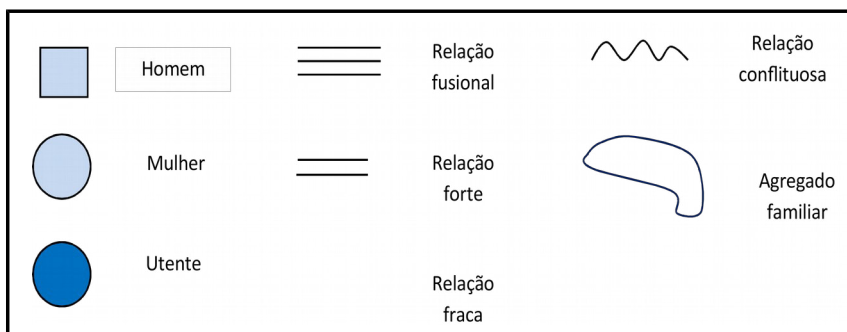 Homem
Relação
fusional
Relação
conflituosa
Mulher
Relação
forte
Agregado
familiar
Utente
Relação
fraca